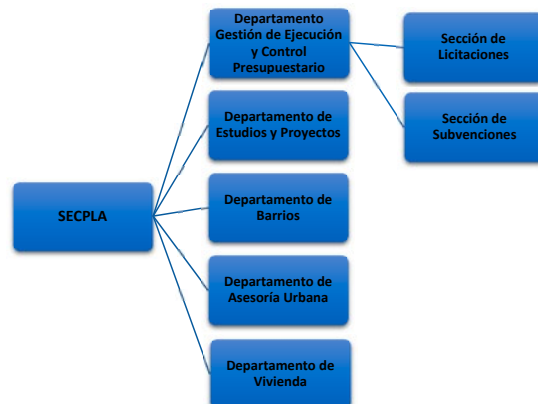 Departamento
Gestión de Ejecución
y Control
Presupuestario
Sección de
Licitaciones
Departamento de
Estudios y Proyectos
Sección de
Subvenciones
SECPLA
Departamento de
Barrios
Departamento de
Asesoría Urbana
Departamento de
Vivienda